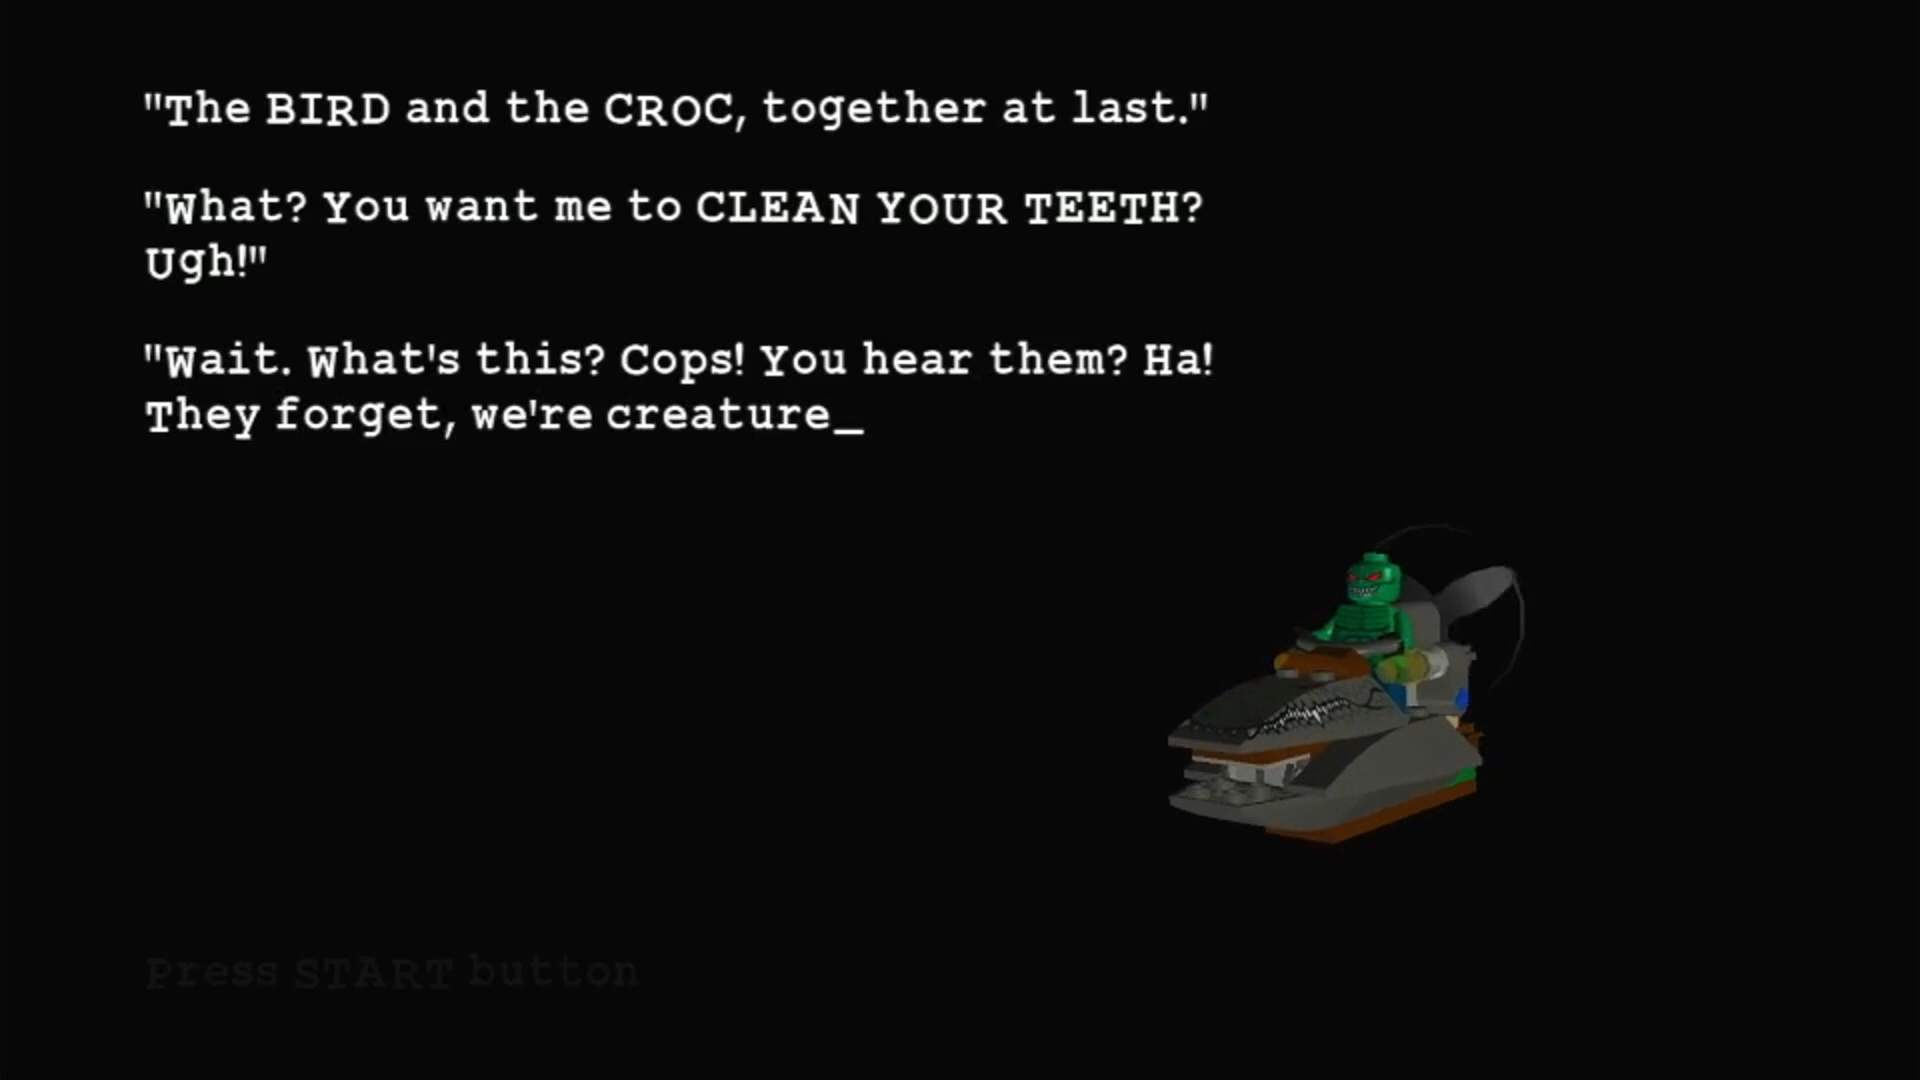 "The BIRD and the CROC, together at last."
"What? You want me to CLEAN YOUR TEETH?
Ugh!"
"Wait. What's this? Cops! You hear them? Ha!
They forget, we're creature_
Press START button